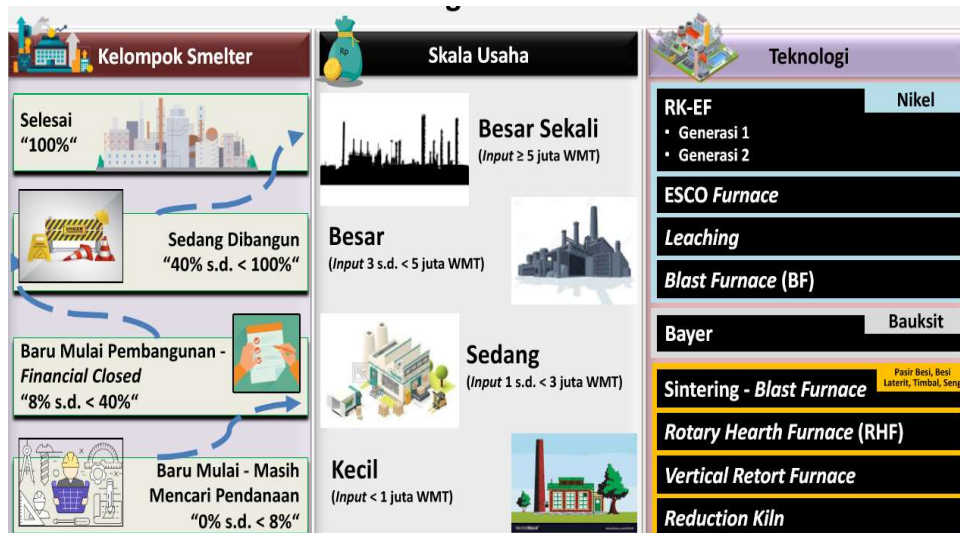 Kelompok Smelter
Selesai
“100%“
Sedang Dibangun
“40% s.d. < 100%“
Baru Mulai Pembangunan -
Financial Closed
“8% s.d. < 40%“
Baru Mulai - Masih
Mencari Pendanaan
“0% s.d. < 8%“
Rp
Skala Usaha
Besar Sekali
(Input ≥ 5 juta WMT)
Besar
(Input 3 s.d. < 5 juta WMT)
Sedang
(Input 1 s.d. < 3 juta WMT)
Kecil
(Input < 1 juta WMT)
Teknologi
Nikel
RK-EF
• Generasi 1
• Generasi 2
ESCO Furnace
Leaching
Blast Furnace (BF)
Bauksit
Bayer
Pasir Besi, Besi
Laterit, Timbal, Seng
Sintering - Blast Furnace
Rotary Hearth Furnace (RHF)
Vertical Retort Furnace
Reduction Kiln